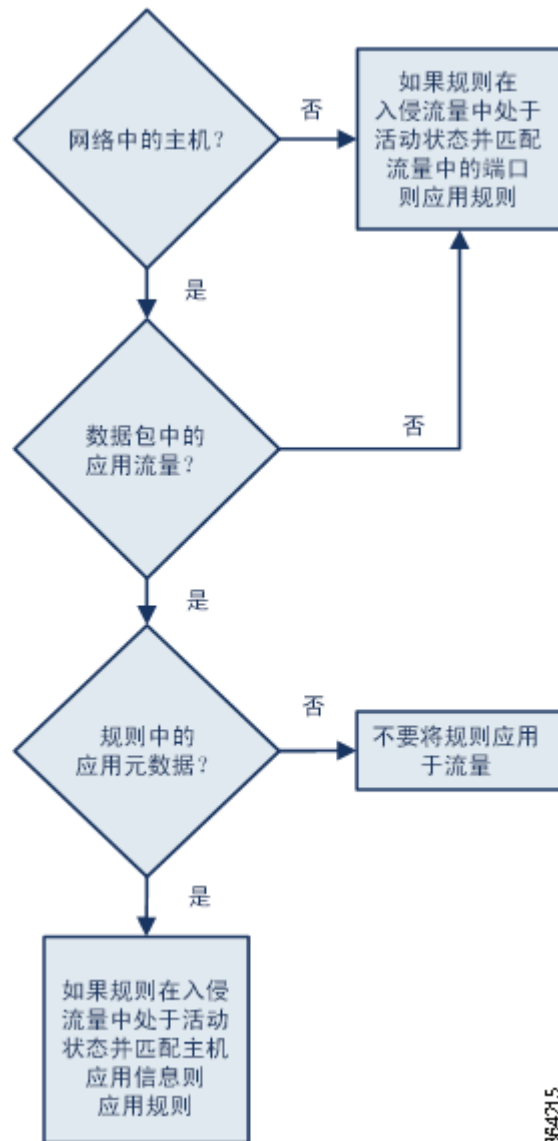 网络中的主机？
否
如果规则在
入侵流量中处于
活动状态并匹配
流量中的端口
则应用规则
是
数据包中的
应用流量？
否
是
规则中的
应用元数据？
否
不要将规则应用
于流量
是
如果规则在入侵
流量中处于活动
状态并匹配主机
应用信息则
应用规则